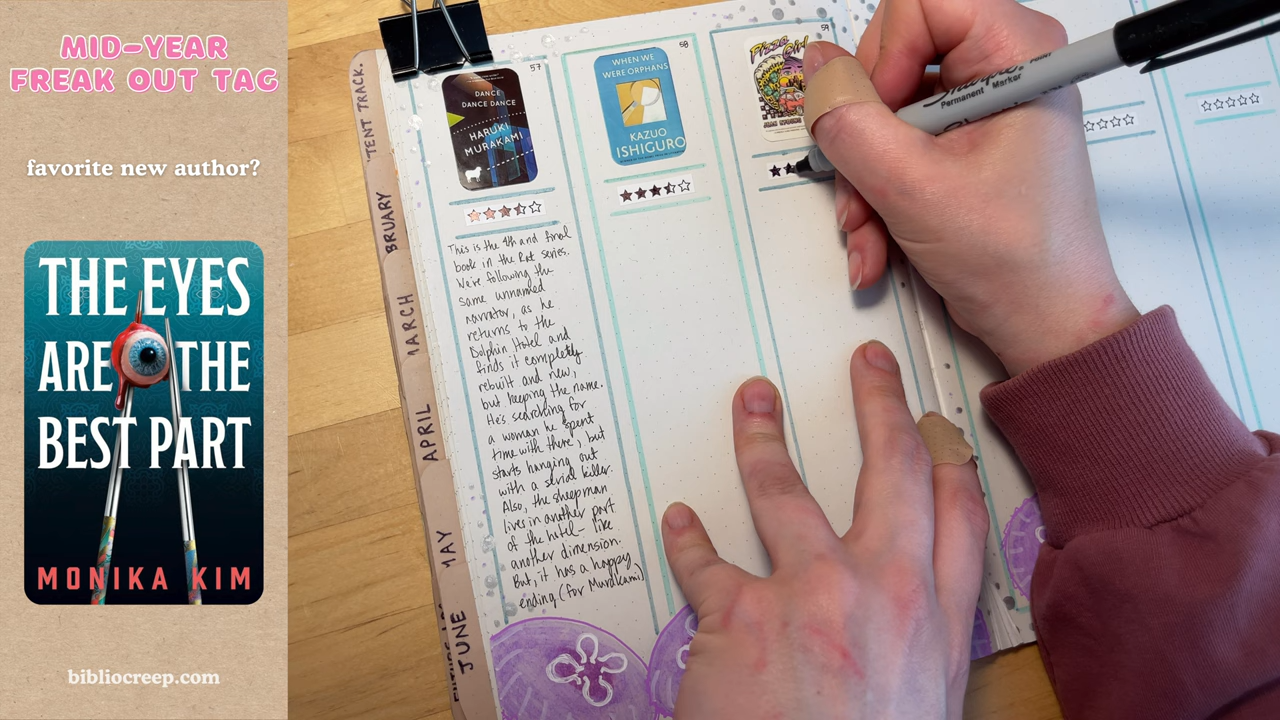 MID-YEAR
FREAK OUT TAG
favorite new author?
THE EYES
ARE THE
BEST PART
MONIKA KIM
bibliocreep.com
TENT TRACK.
BRUARY
MARCH
APRIL
MAY
JUNE
57
DANCE
DANCE DANCE
HARUKI
MURAKAMI
This is the 4th and final
book in the Rat series.
We're following the
same unnamed
narrator, as he
returns to the
Dolphin Hotel and
finds it completely
rebuilt and new,
but keeping the name.
He's searching for
a woman he spent
time with there, but
starts hanging out
with a serial killer.
Also, the sheepman
lives in another part
of the hotel - like
another dimension.
But, it has a happy
ending (for Murakami)
58
WHEN WE
WERE ORPHANS
KAZUO
ISHIGURO
59
Pizza Girl
Sharpie
Permanent Marker